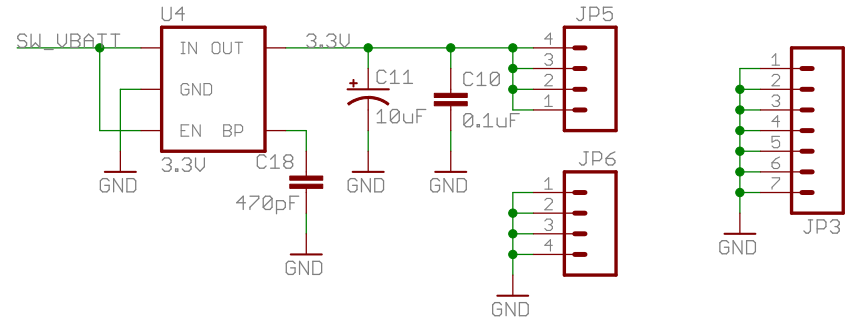 U4
JP5
SW_VBATT
IN OUT
3.3V
4
3
2
1
C11
10uF
C10
0.1uF
GND
EN BP
3.3V
C18
470pF
GND
GND
GND
GND
JP6
1
2
3
4
GND
1
2
3
4
5
6
7
JP3
GND